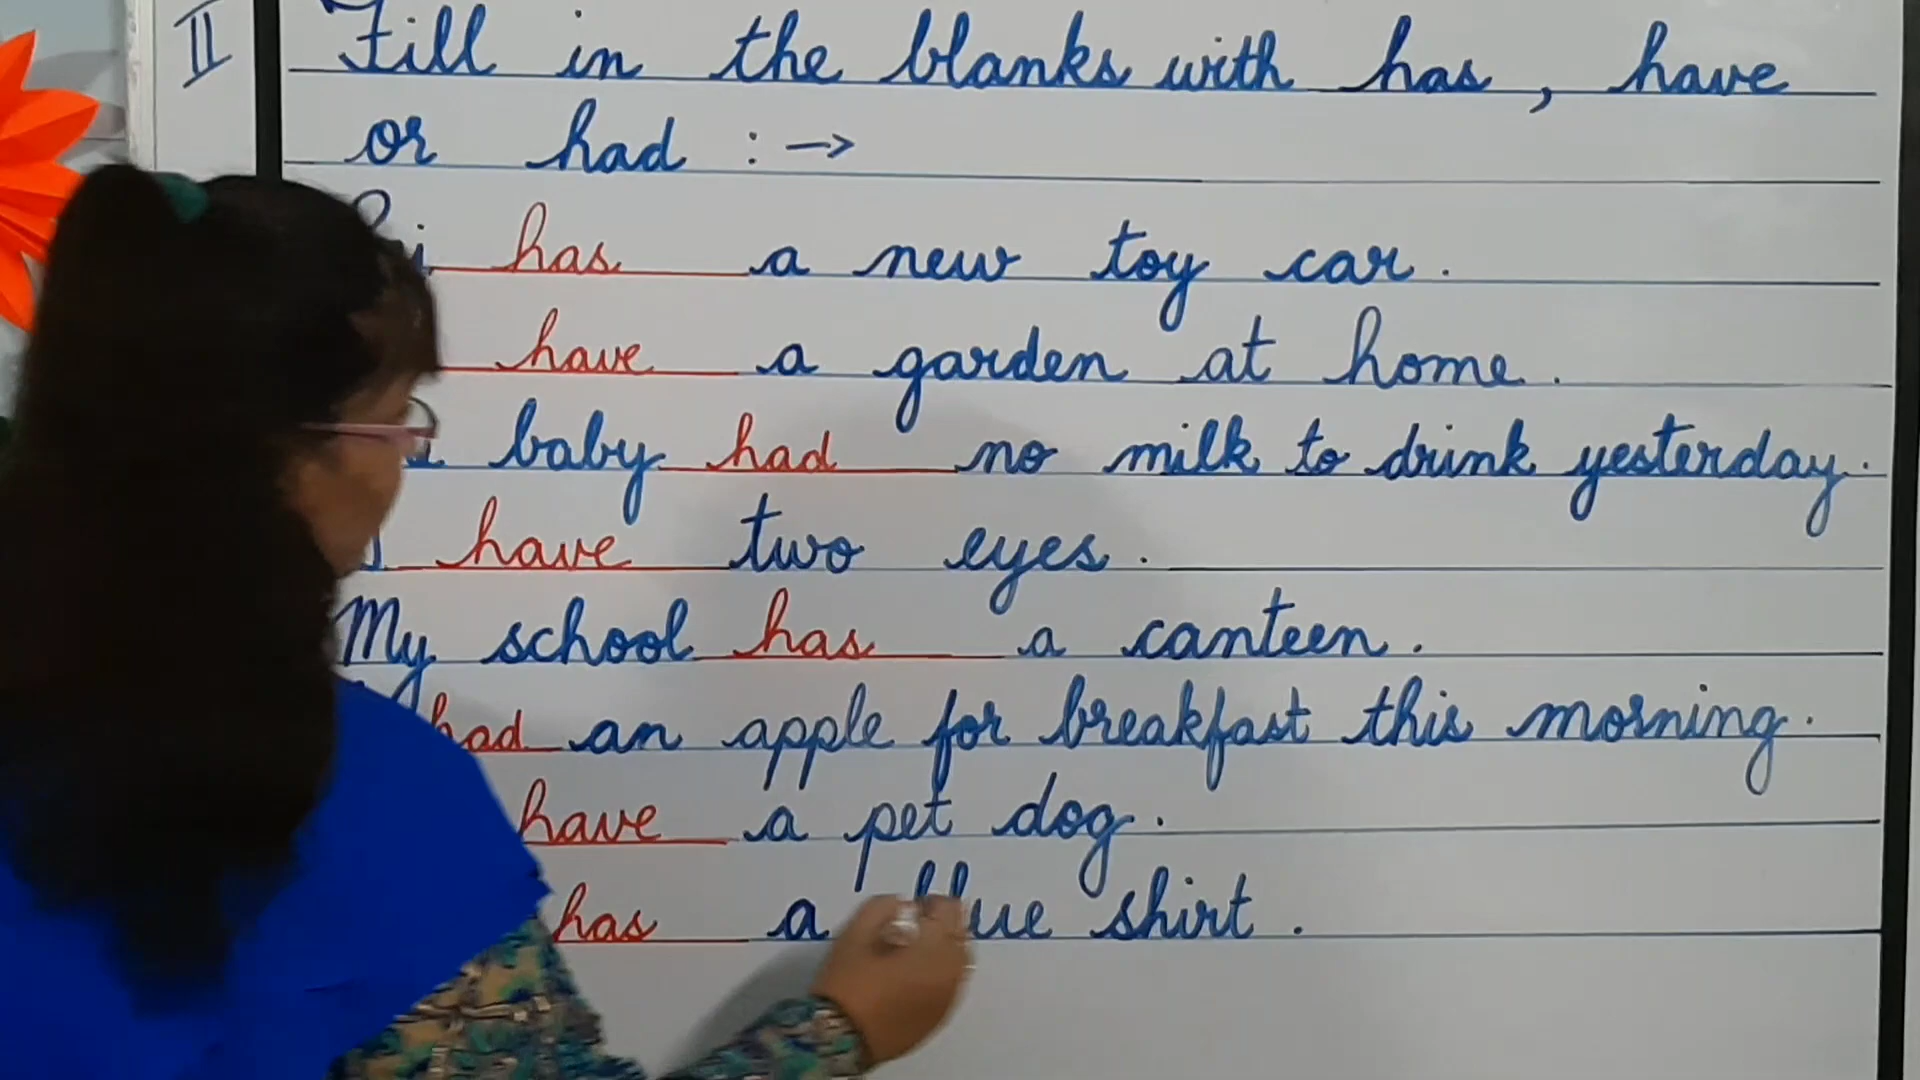 II Fill in the blanks with has, have
or had : →
has a new toy car.
have a garden at home.
baby had no milk to drink yesterday.
I have two eyes.
My school has a canteen.
had an apple for breakfast this morning.
have a pet dog.
has a blue shirt.